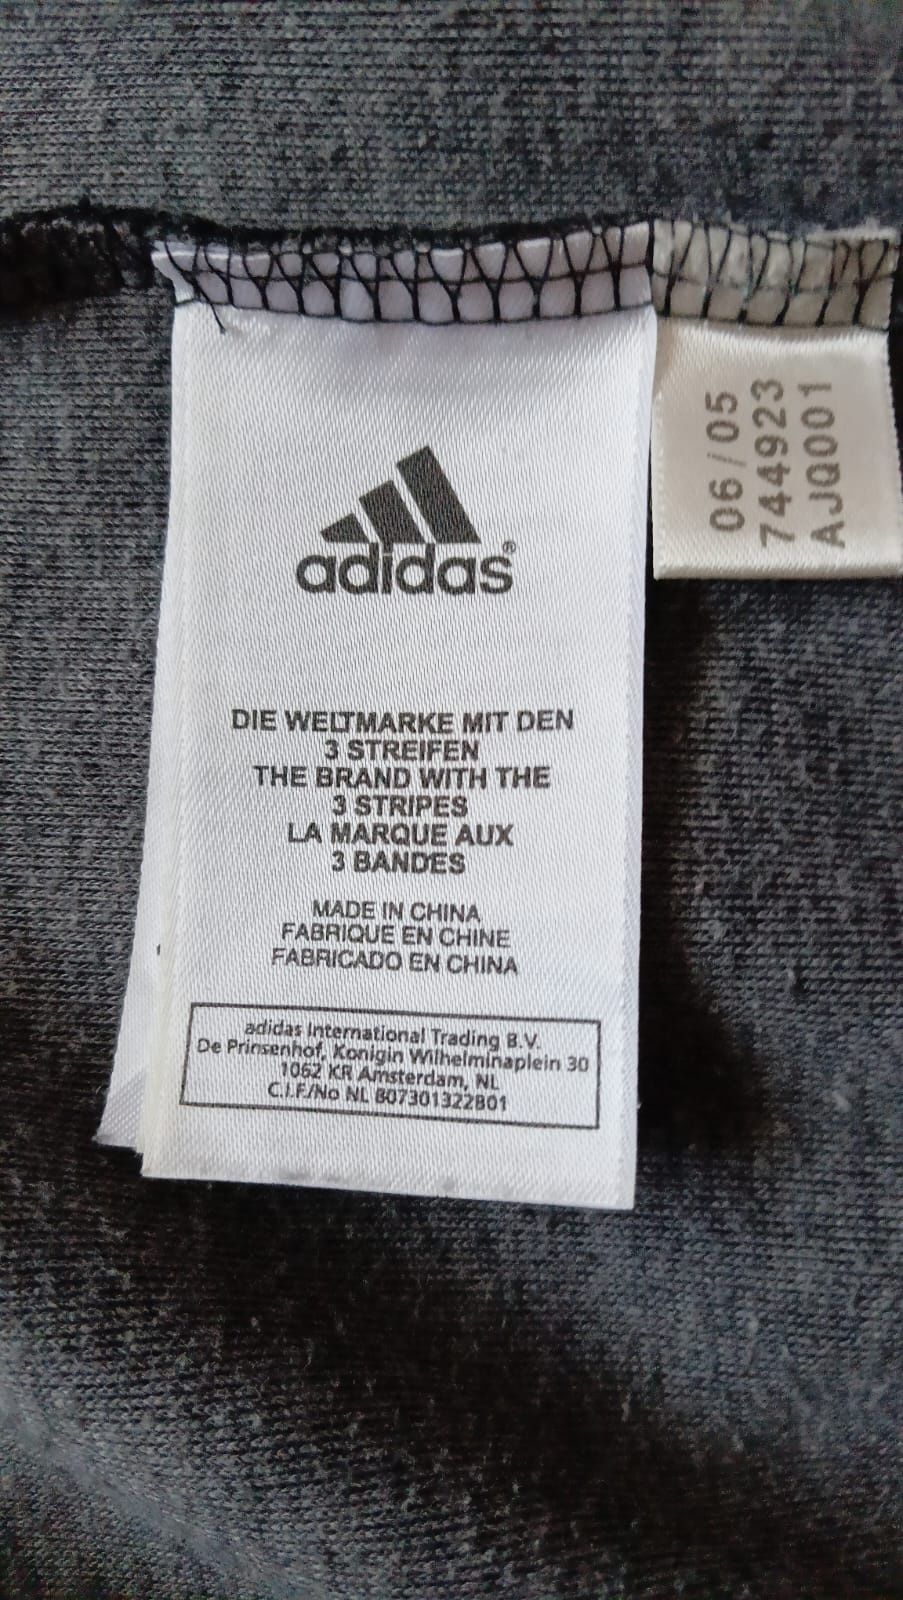 adidas®
DIE WELTMARKE MIT DEN
3 STREIFEN
THE BRAND WITH THE
3 STRIPES
LA MARQUE AUX
3 BANDES
MADE IN CHINA
FABRIQUE EN CHINE
FABRICADO EN CHINA
adidas International Trading B.V.
De Prinsenhof, Konigin Wilhelminaplein 30
1062 KR Amsterdam, NL
C.I.F./No NL B07301322B01
06/05
744923
AJQ001